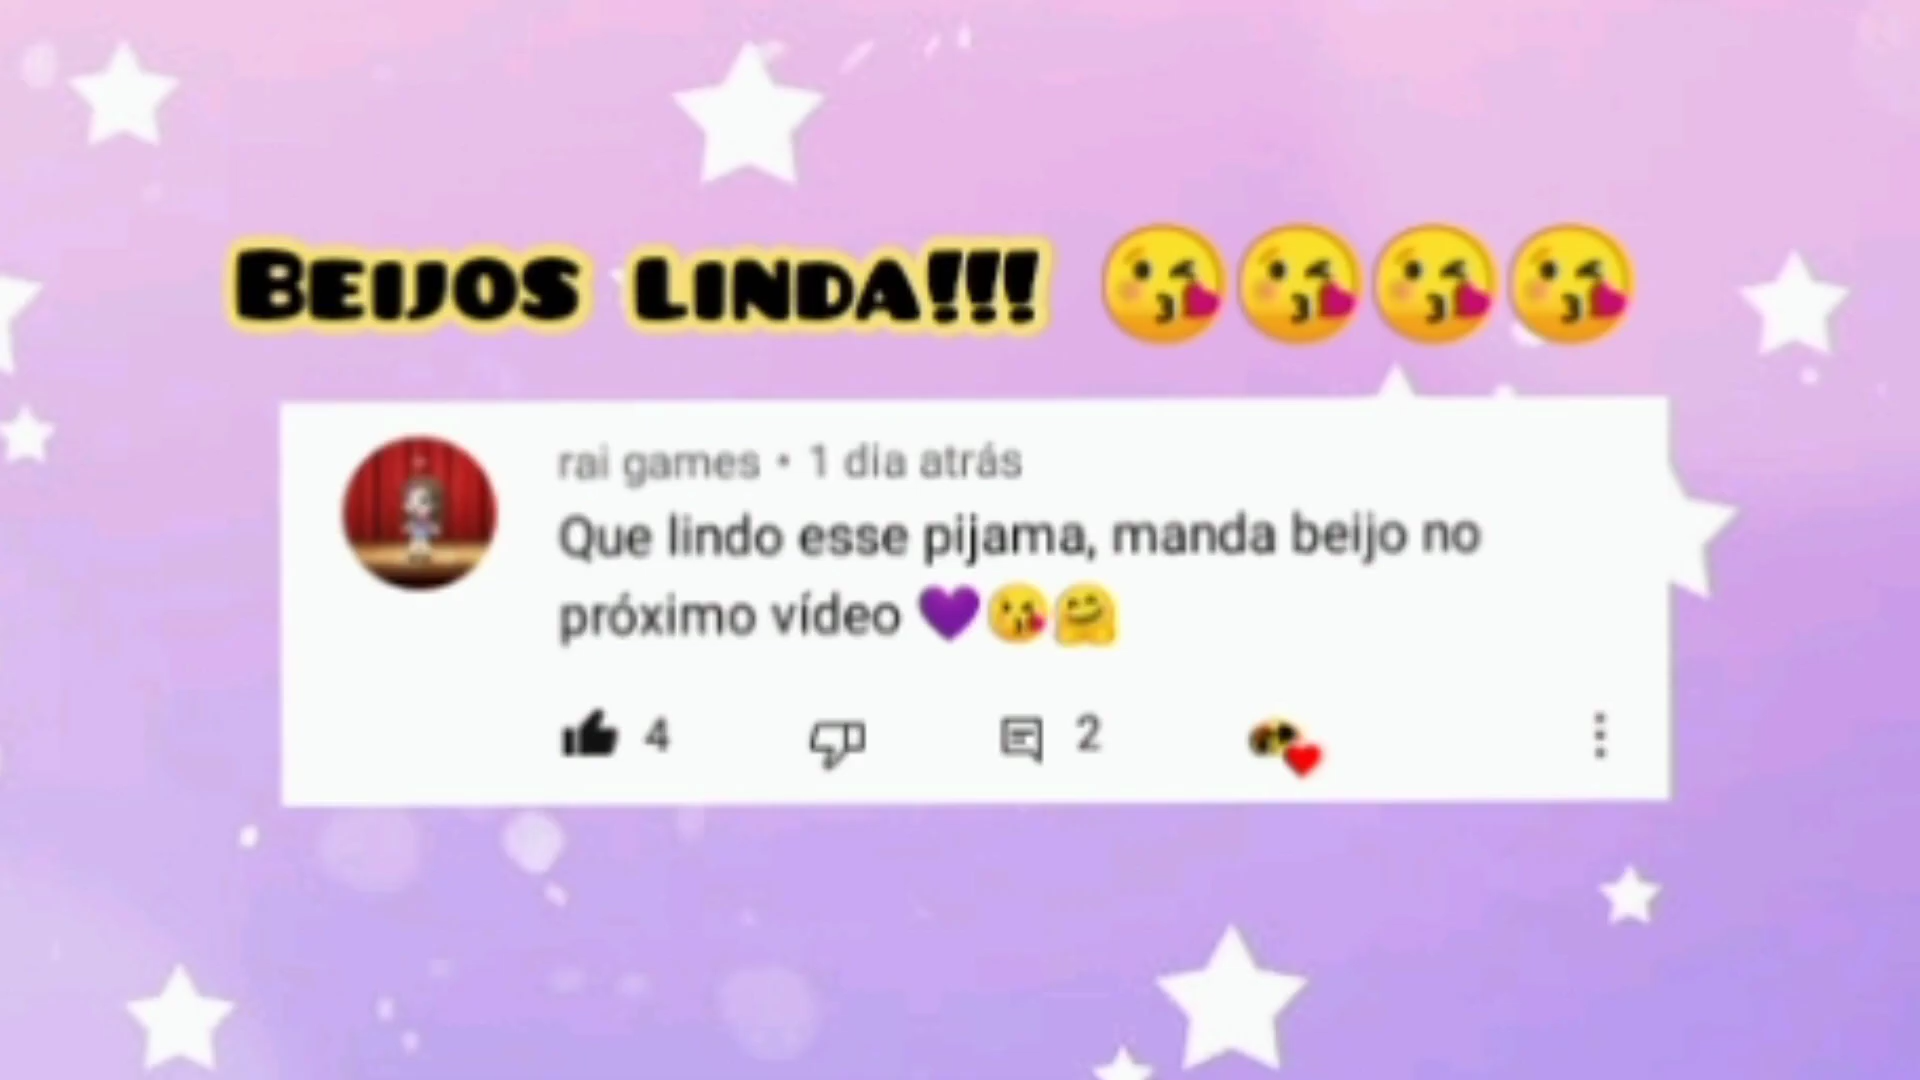 BEIJOS LINDA!!! 😘😘😘😘
rai games • 1 dia atrás
Que lindo esse pijama, manda beijo no
próximo vídeo 💜😘🤗
4 2